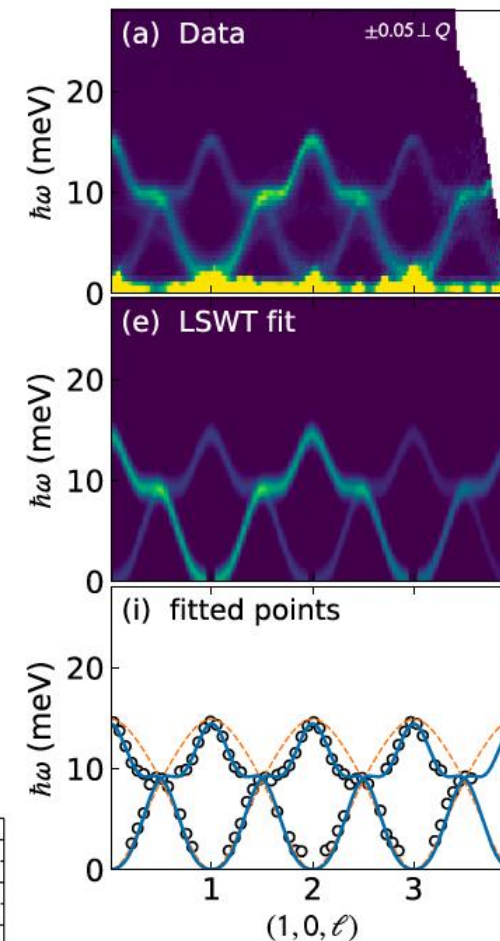 (a) Data
±0.05 ⊥ Q
ħω (meV)
20
10
0
(e) LSWT fit
ħω (meV)
20
10
0
(i) fitted points
ħω (meV)
20
10
0
1 2 3
(1, 0, ℓ)